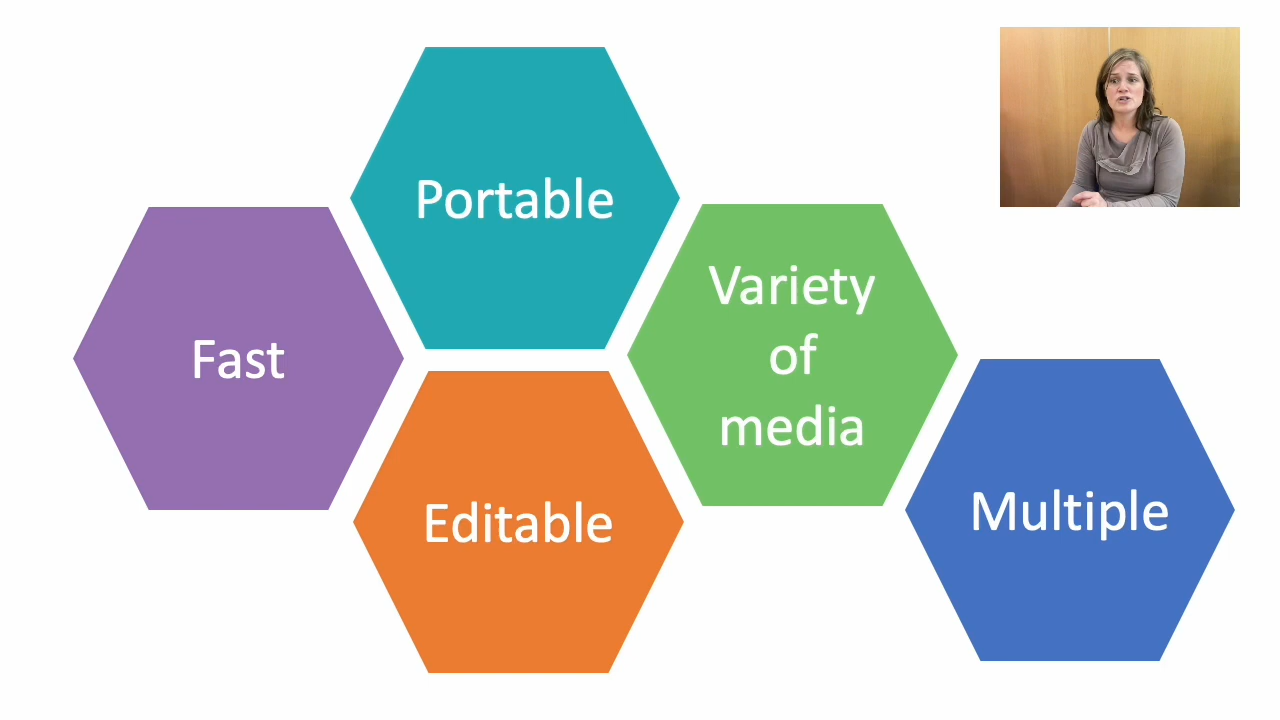 Portable
Fast
Variety
of
media
Editable
Multiple